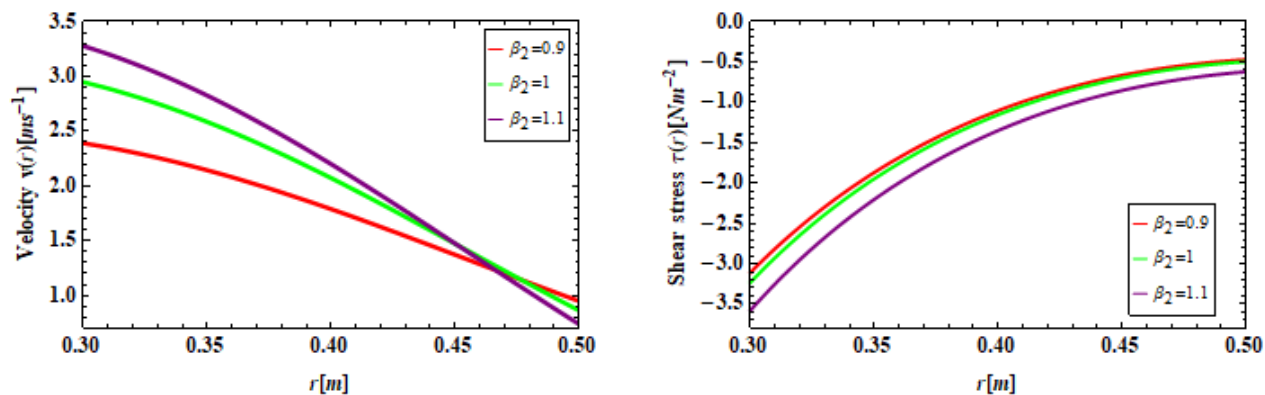 Velocity v(r)[ms⁻¹]
3.5
3.0
2.5
2.0
1.5
1.0
β₂=0.9
β₂=1
β₂=1.1
0.30 0.35 0.40 0.45 0.50
r[m]
Shear stress τ(r)[Nm⁻²]
0.0
−0.5
−1.0
−1.5
−2.0
−2.5
−3.0
−3.5
β₂=0.9
β₂=1
β₂=1.1
0.30 0.35 0.40 0.45 0.50
r[m]